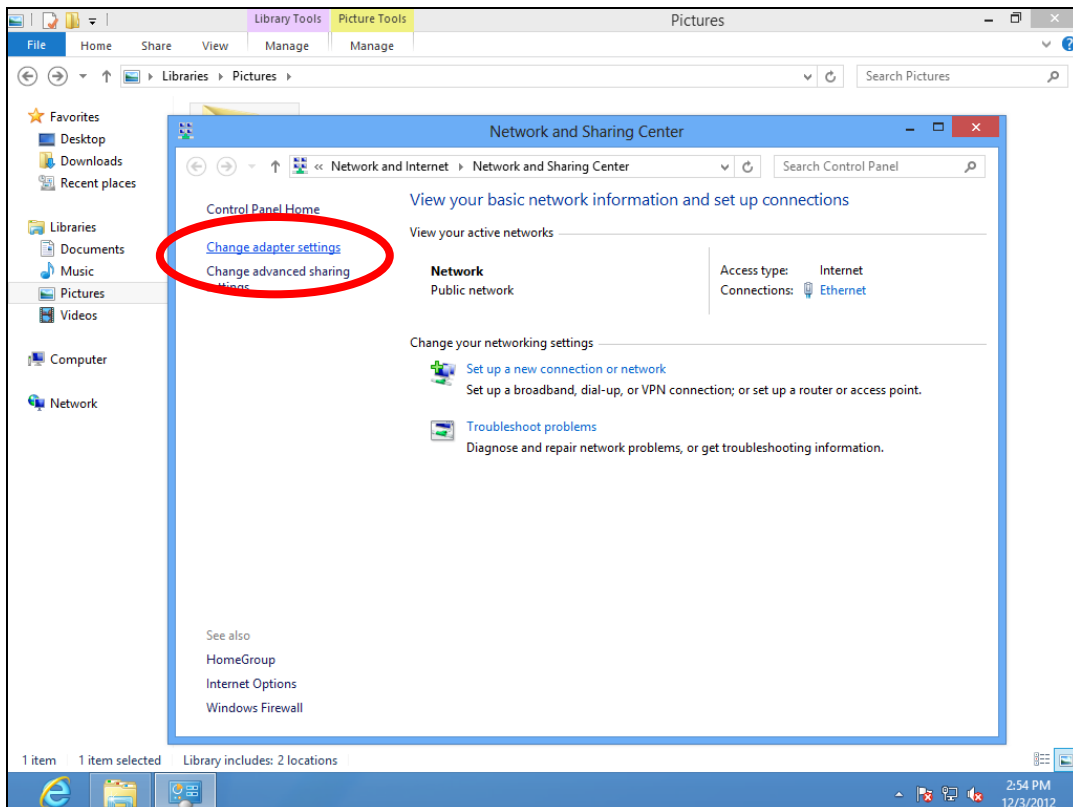 Library Tools Picture Tools Pictures
File Home Share View Manage Manage
Libraries Pictures Search Pictures
Favorites
Desktop
Downloads
Recent places
Libraries
Documents
Music
Pictures
Videos
Computer
Network
Network and Sharing Center
« Network and Internet Network and Sharing Center Search Control Panel
Control Panel Home
Change adapter settings
Change advanced sharing
settings
View your basic network information and set up connections
View your active networks
Network
Public network
Access type: Internet
Connections: Ethernet
Change your networking settings
Set up a new connection or network
Set up a broadband, dial-up, or VPN connection; or set up a router or access point.
Troubleshoot problems
Diagnose and repair network problems, or get troubleshooting information.
See also
HomeGroup
Internet Options
Windows Firewall
1 item 1 item selected Library includes: 2 locations
2:54 PM
12/3/2012